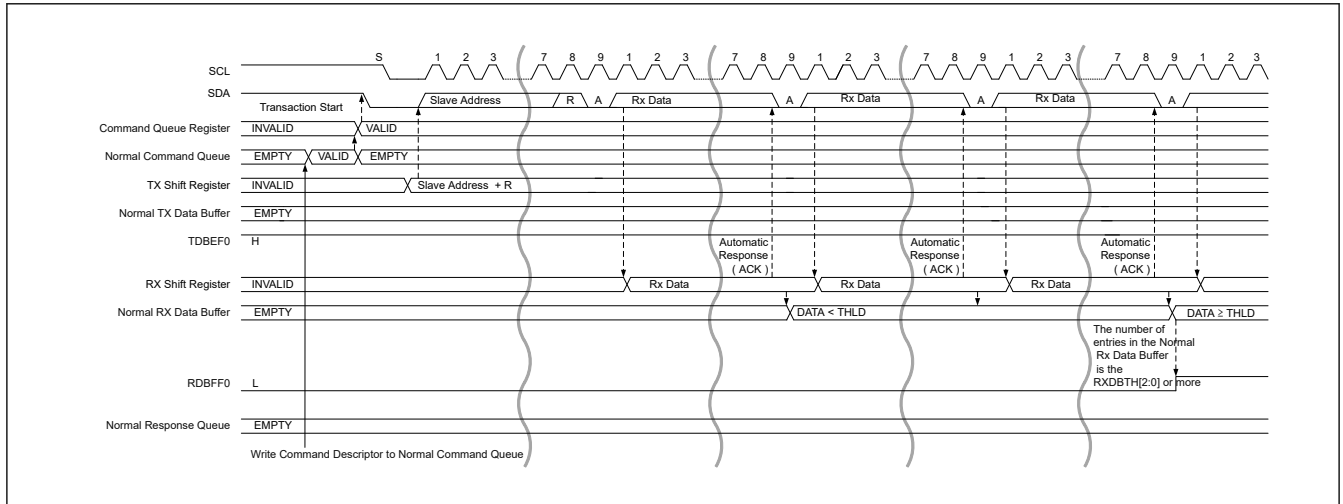 S 1 2 3 7 8 9 1 2 3 7 8 9 1 2 3 7 8 9 1 2 3 7 8 9 1 2 3
SCL
SDA Slave Address R A Rx Data A Rx Data A Rx Data A
Transaction Start
Command Queue Register INVALID VALID
Normal Command Queue EMPTY VALID EMPTY
TX Shift Register INVALID Slave Address + R
Normal TX Data Buffer EMPTY
TDBEF0 H
Automatic Response ( ACK )
Automatic Response ( ACK )
Automatic Response ( ACK )
RX Shift Register INVALID Rx Data Rx Data Rx Data
Normal RX Data Buffer EMPTY DATA < THLD DATA ≥ THLD
The number of
entries in the Normal
Rx Data Buffer
is the
RXDBTH[2:0] or more
RDBFF0 L
Normal Response Queue EMPTY
Write Command Descriptor to Normal Command Queue